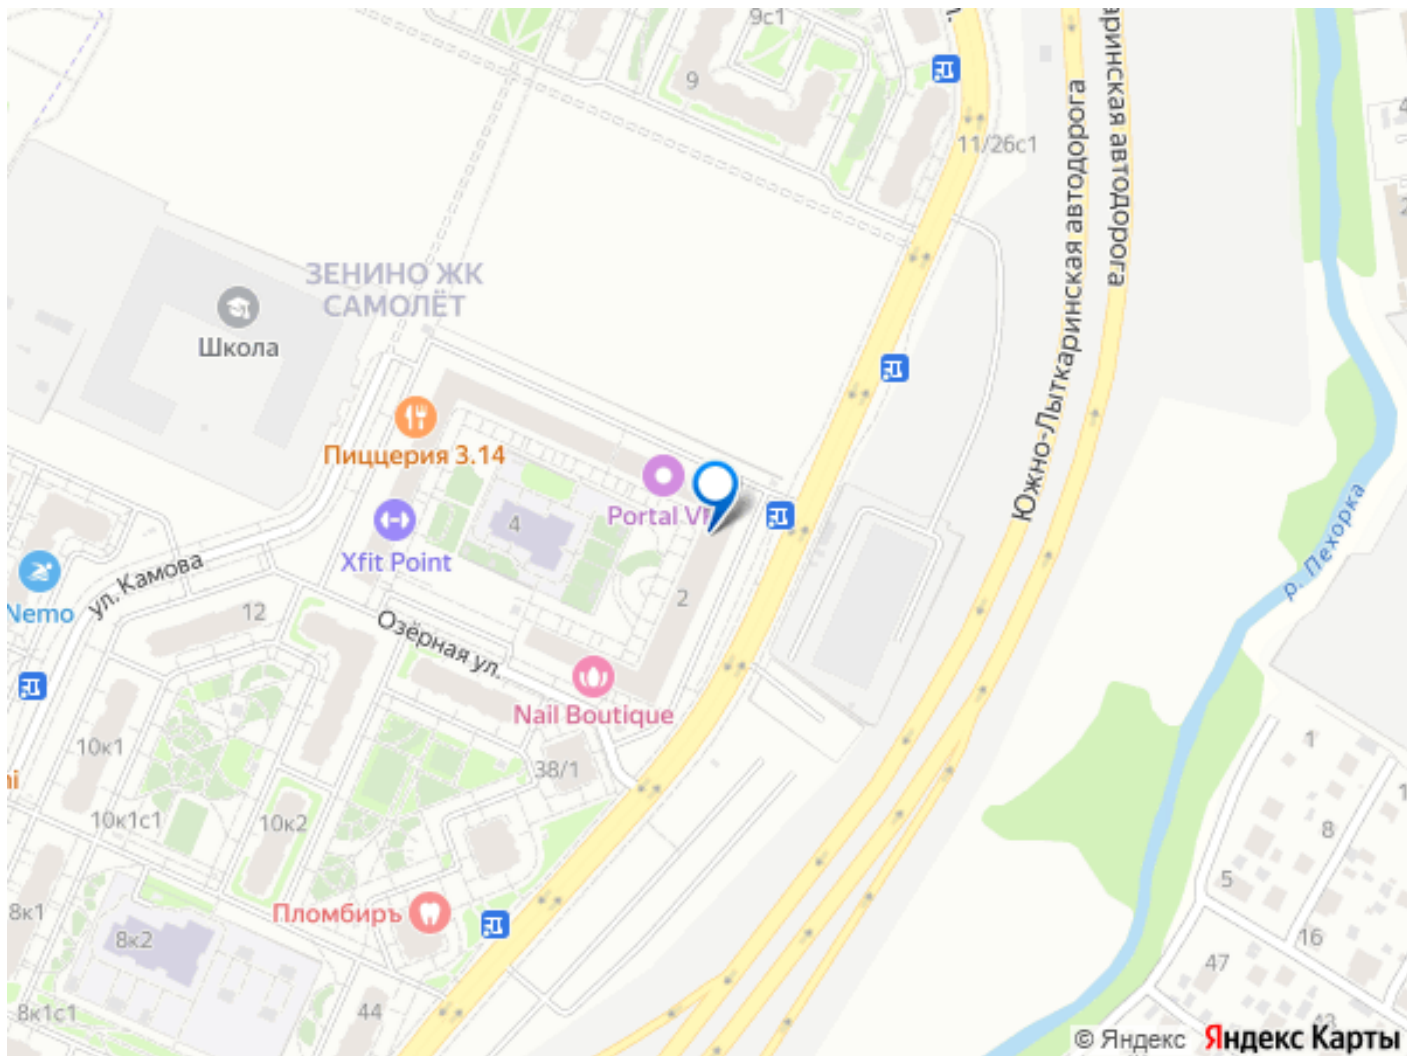 9с1
9
11/26с1
Южно-Лыткаринская автодорога
аринская автодорога
ЗЕНИНО ЖК
САМОЛЁТ
Школа
Пиццерия 3.14
Portal V
4
Xfit Point
ул. Камова
Nemo
12
2
Озёрная ул.
р. Пехорка
Nail Boutique
10к1
38/1
1
10к1с1
10к2
8
5
Пломбиръ
8к1
8к2
16
47
8к1с1
44
43
© Яндекс Яндекс Карты